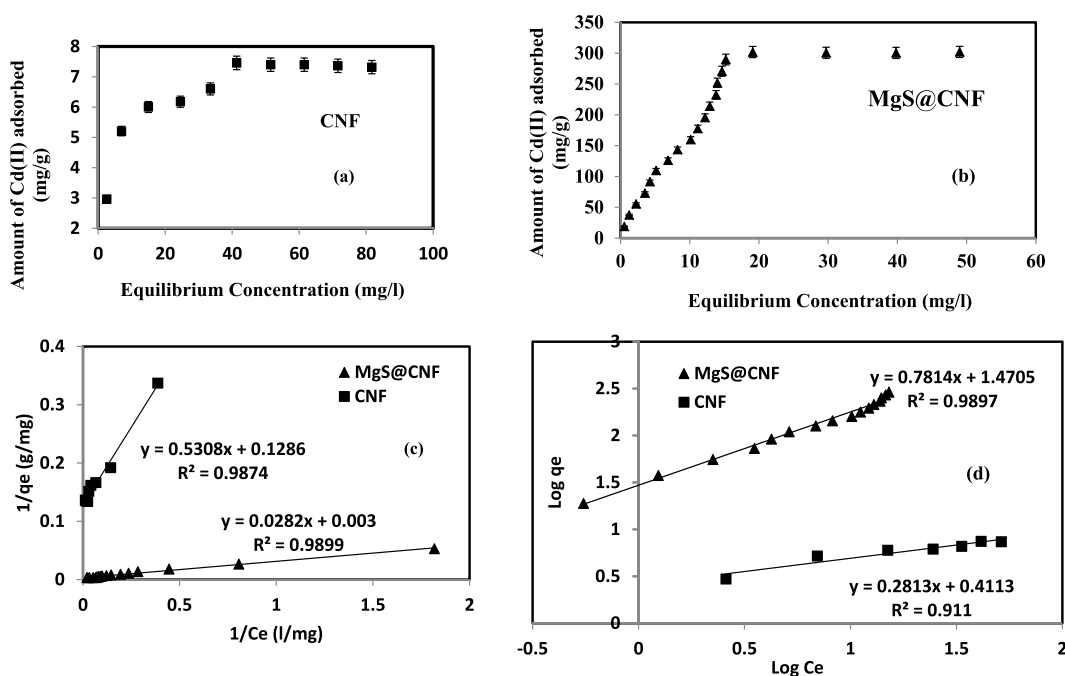 Amount of Cd(II) adsorbed
(mg/g)
8
7
6
5
4
3
2
0
20
40
60
80
100
CNF
(a)
Equilibrium Concentration (mg/l)
Amount of Cd(II) adsorbed
(mg/g)
350
300
250
200
150
100
50
0
0
10
20
30
40
50
60
MgS@CNF
(b)
Equilibrium Concentration (mg/l)
1/qe (g/mg)
0.4
0.3
0.2
0.1
0
0
0.5
1
1.5
2
MgS@CNF
CNF
y = 0.5308x + 0.1286
R² = 0.9874
(c)
y = 0.0282x + 0.003
R² = 0.9899
1/Ce (l/mg)
Log qe
3
2.5
2
1.5
1
0.5
0
-0.5
0
0.5
1
1.5
2
MgS@CNF
CNF
y = 0.7814x + 1.4705
R² = 0.9897
(d)
y = 0.2813x + 0.4113
R² = 0.911
Log Ce